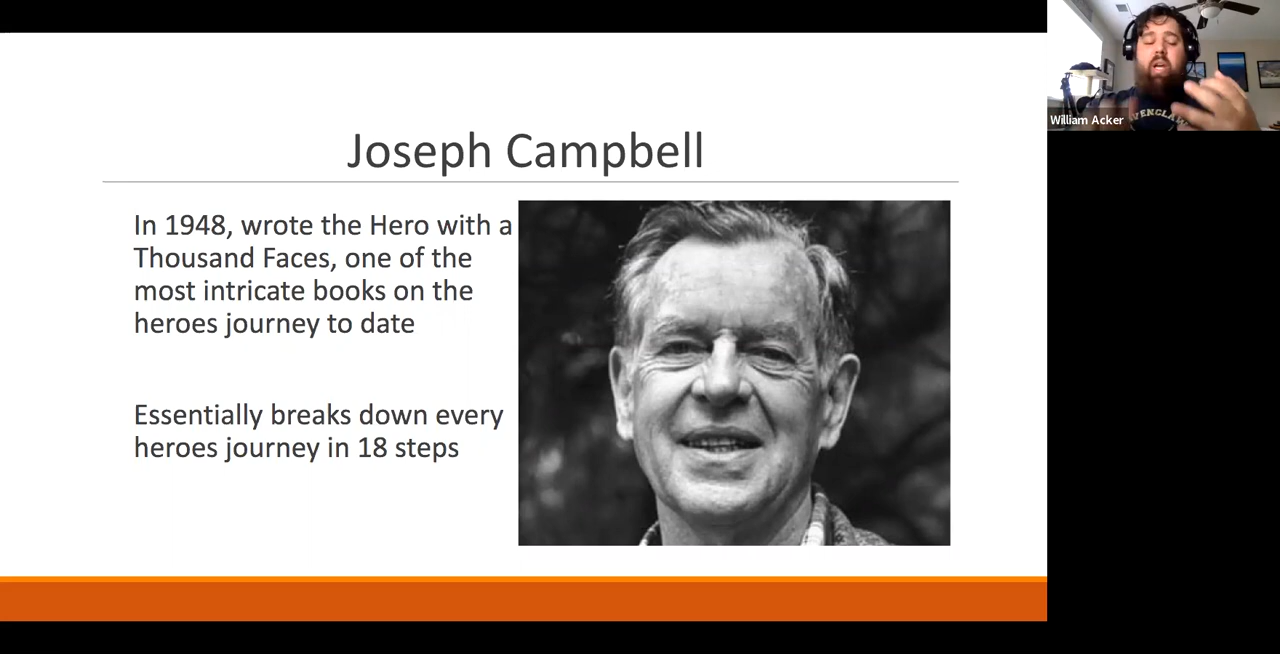 Joseph Campbell
In 1948, wrote the Hero with a
Thousand Faces, one of the
most intricate books on the
heroes journey to date
Essentially breaks down every
heroes journey in 18 steps
William Acker